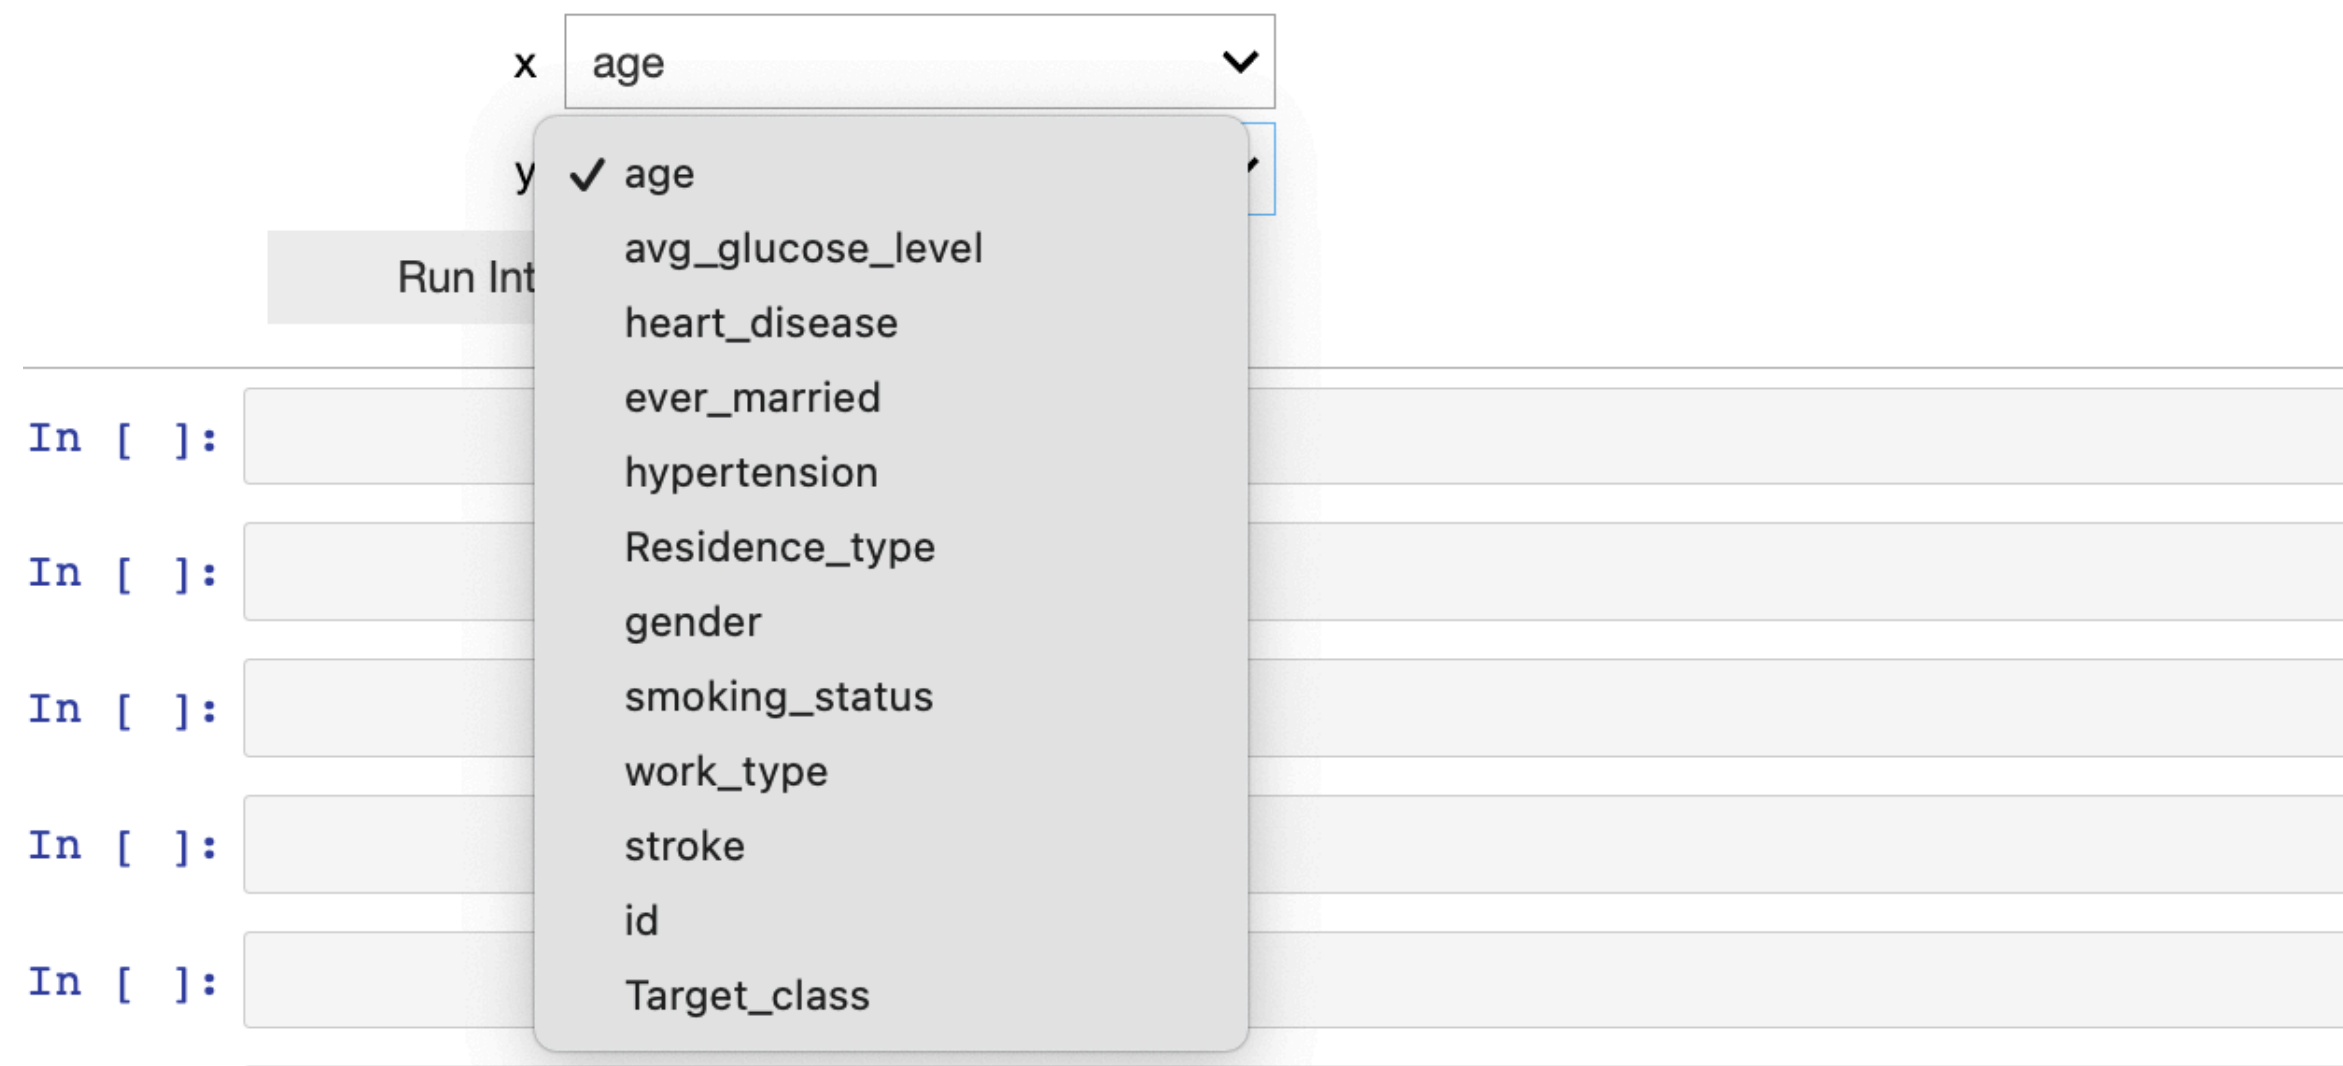 x age
y age
avg_glucose_level
Run Int
heart_disease
ever_married
In [ ]:
hypertension
Residence_type
In [ ]:
gender
smoking_status
In [ ]:
work_type
stroke
In [ ]:
id
Target_class
In [ ]: